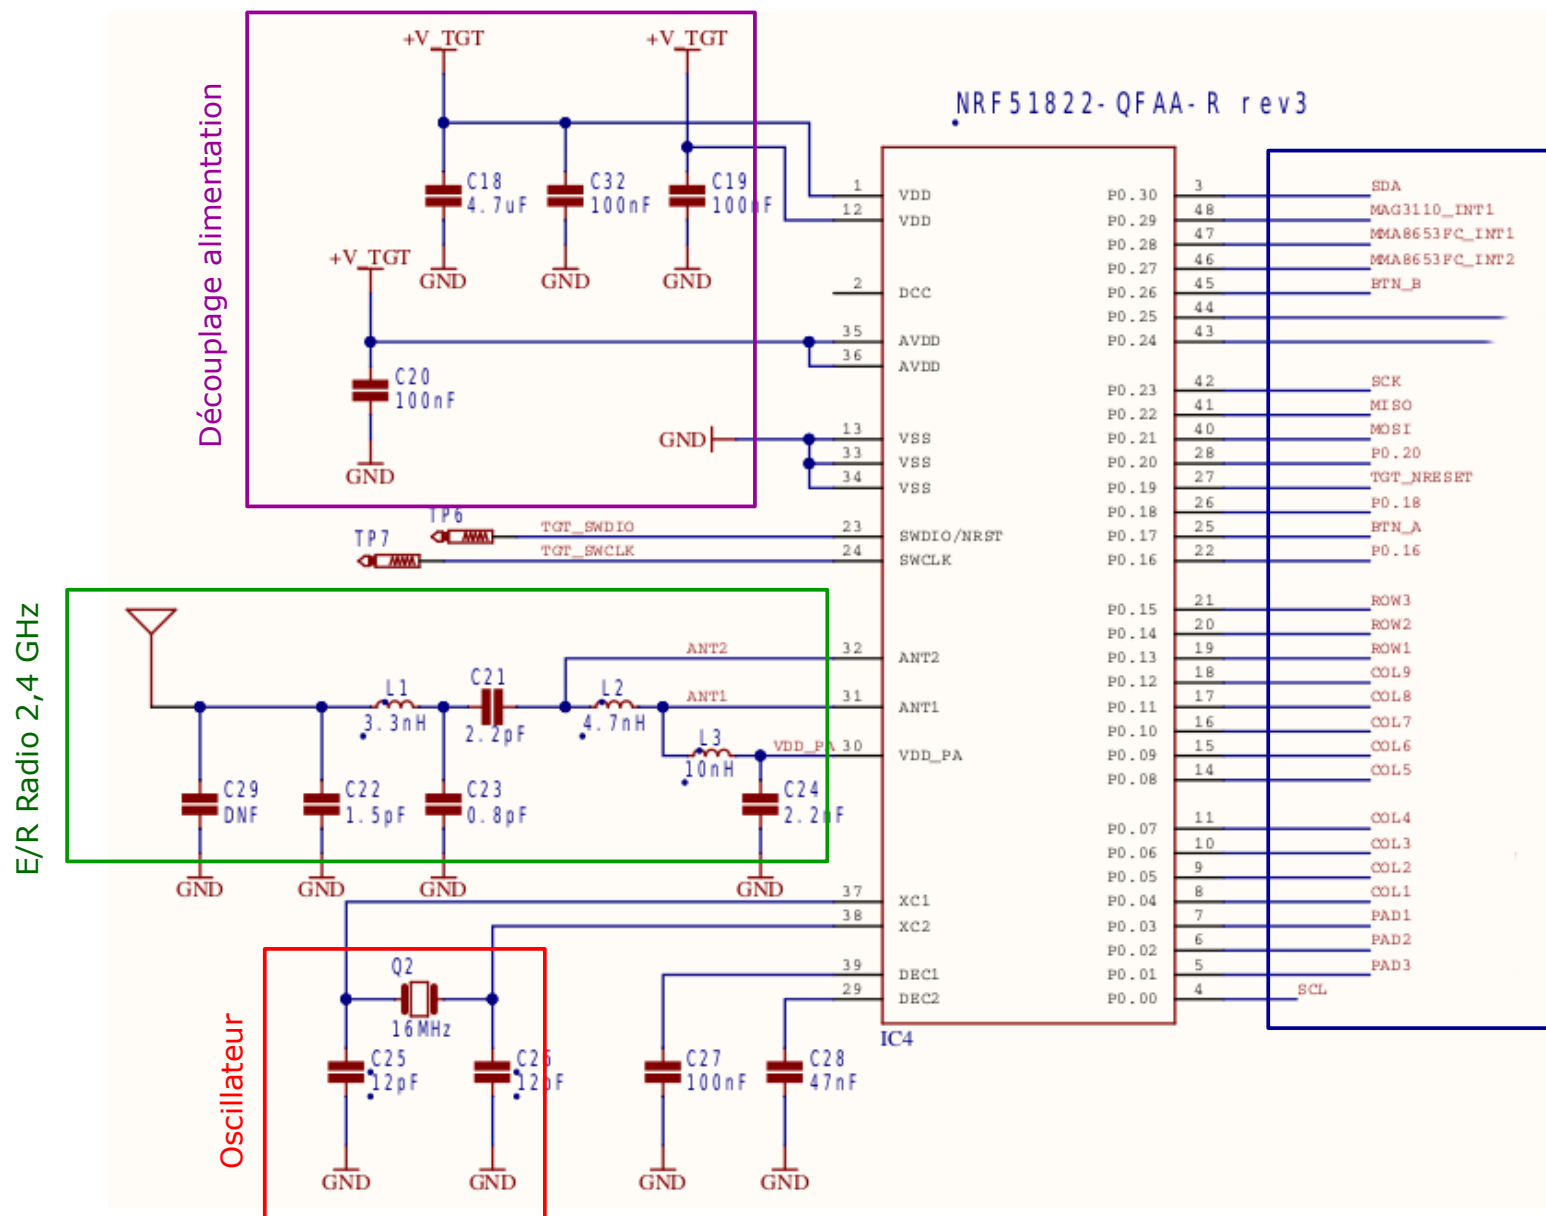 Découplage alimentation
+V_TGT
+V_TGT
C18
4.7uF
C32
100nF
C19
100nF
GND
GND
GND
+V_TGT
C20
100nF
GND
GND
NRF51822-QFAA-R rev3
1 VDD
12 VDD
2 DCC
35 AVDD
36 AVDD
13 VSS
33 VSS
34 VSS
TP6 TGT_SWDIO 23 SWDIO/NRST
TP7 TGT_SWCLK 24 SWCLK
E/R Radio 2,4 GHz
ANT2 32 ANT2
ANT1 31 ANT1
VDD_PA 30 VDD_PA
L1
3.3nH
C21
2.2pF
L2
4.7nH
L3
10nH
C29
DNF
C22
1.5pF
C23
0.8pF
C24
2.2nF
GND
GND
GND
GND
37 XC1
38 XC2
39 DEC1
29 DEC2
Oscillateur
Q2
16MHz
C25
12pF
C26
12pF
C27
100nF
C28
47nF
GND
GND
GND
GND
IC4
P0.30 3 SDA
P0.29 48 MAG3110_INT1
P0.28 47 MMA8653FC_INT1
P0.27 46 MMA8653FC_INT2
P0.26 45 BTN_B
P0.25 44
P0.24 43
P0.23 42 SCK
P0.22 41 MISO
P0.21 40 MOSI
P0.20 28 P0.20
P0.19 27 TGT_NRESET
P0.18 26 P0.18
P0.17 25 BTN_A
P0.16 22 P0.16
P0.15 21 ROW3
P0.14 20 ROW2
P0.13 19 ROW1
P0.12 18 COL9
P0.11 17 COL8
P0.10 16 COL7
P0.09 15 COL6
P0.08 14 COL5
P0.07 11 COL4
P0.06 10 COL3
P0.05 9 COL2
P0.04 8 COL1
P0.03 7 PAD1
P0.02 6 PAD2
P0.01 5 PAD3
P0.00 4 SCL